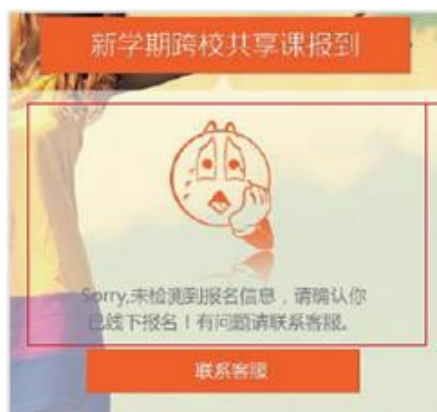 新学期跨校共享课报到
Sorry,未检测到报名信息，请确认你
已线下报名！有问题请联系客服。
联系客服